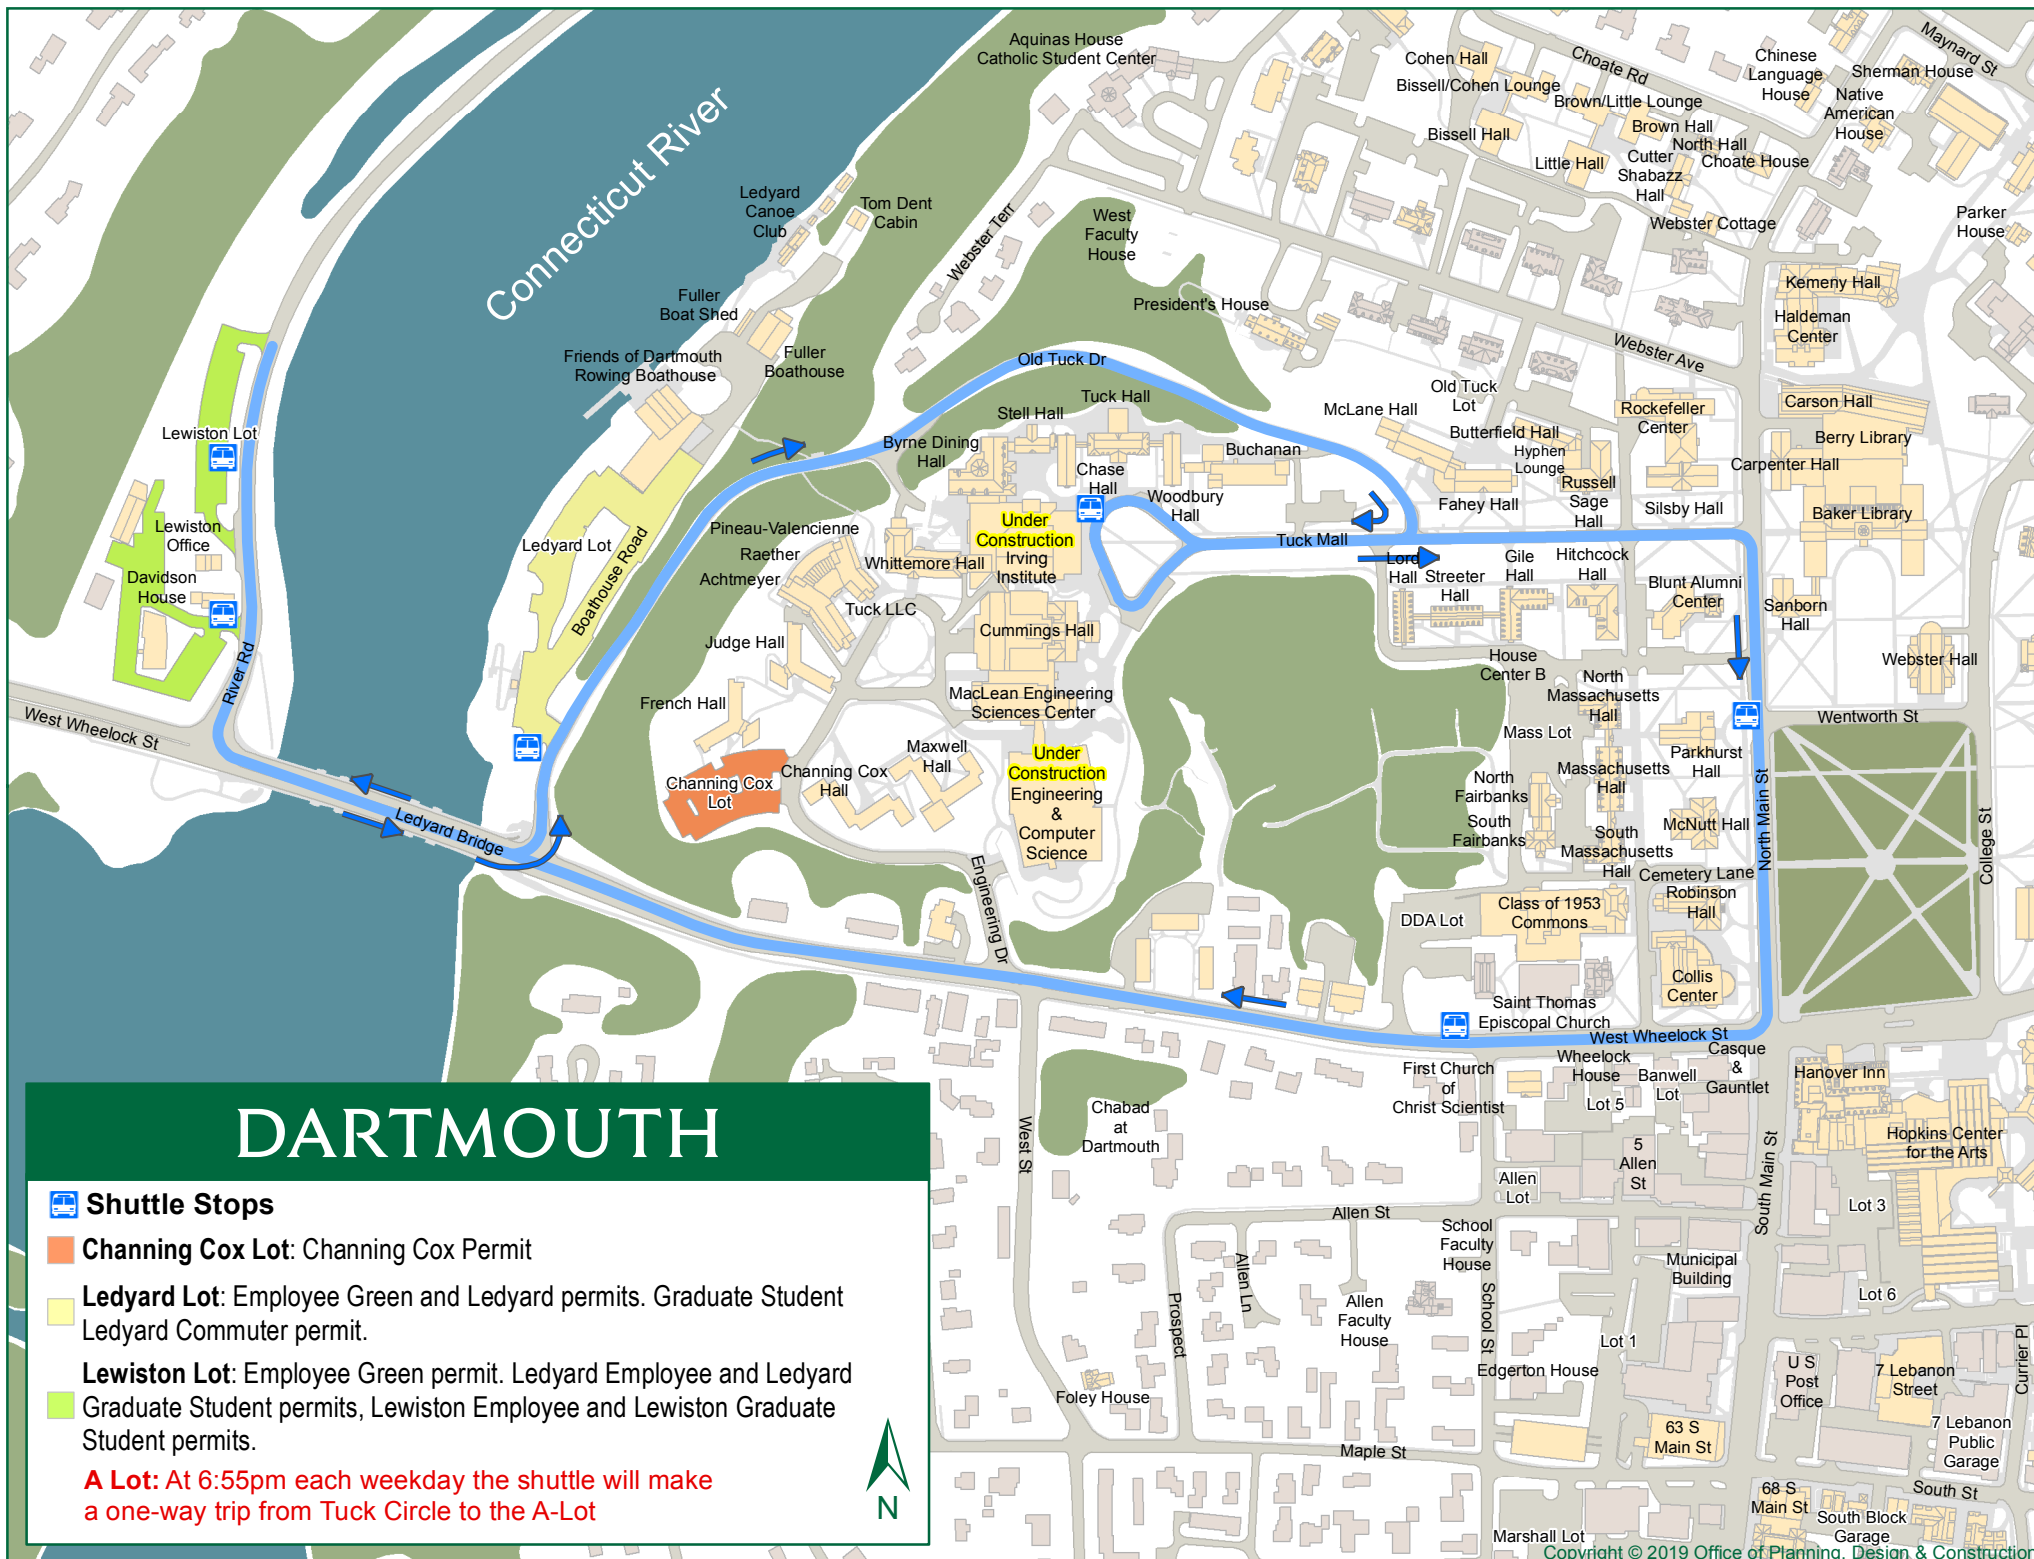 Aquinas House
Catholic Student Center
Cohen Hall
Bissell/Cohen Lounge
Choate Rd
Chinese
Language
House
Maynard St
Sherman House
Native
American
House
Brown/Little Lounge
Bissell Hall
Brown Hall
North Hall
Little Hall
Cutter
Shabazz
Hall
Choate House
Webster Cottage
Parker
House
Connecticut River
Ledyard
Canoe
Club
Tom Dent
Cabin
Webster Terr
West
Faculty
House
President's House
Kemeny Hall
Haldeman
Center
Fuller
Boat Shed
Fuller
Boathouse
Friends of Dartmouth
Rowing Boathouse
Old Tuck Dr
Webster Ave
Old Tuck
Lot
Tuck Hall
Stell Hall
McLane Hall
Rockefeller
Center
Carson Hall
Lewiston Lot
Byrne Dining
Hall
Chase
Hall
Buchanan
Butterfield Hall
Hyphen
Lounge
Russell
Sage
Hall
Berry Library
Carpenter Hall
Woodbury
Hall
Fahey Hall
Silsby Hall
Baker Library
Lewiston
Office
Ledyard Lot
Boathouse Road
Pineau-Valencienne
Raether
Achtmeyer
Whittemore Hall
Under
Construction
Irving
Institute
Tuck Mall
Lord
Hall
Streeter
Hall
Gile
Hall
Hitchcock
Hall
Blunt Alumni
Center
Sanborn
Hall
Davidson
House
Tuck LLC
Cummings Hall
Judge Hall
Webster Hall
River Rd
House
Center B
North
Massachusetts
Hall
French Hall
MacLean Engineering
Sciences Center
West Wheelock St
Wentworth St
Mass Lot
Parkhurst
Hall
Channing Cox
Lot
Channing Cox
Hall
Maxwell
Hall
Under
Construction
Engineering
&
Computer
Science
North
Fairbanks
South
Fairbanks
Massachusetts
Hall
McNutt Hall
South
Massachusetts
Hall
North Main St
College St
Ledyard Bridge
Engineering Dr
Cemetery Lane
Robinson
Hall
DDA Lot
Class of 1953
Commons
Collis
Center
Saint Thomas
Episcopal Church
West Wheelock St
Wheelock
House
Casque
&
Gauntlet
Banwell
Lot
Lot 5
Hanover Inn
First Church
of
Christ Scientist
Chabad
at
Dartmouth
West St
Hopkins Center
for the Arts
5
Allen
St
Allen
Lot
South Main St
Lot 3
Allen St
School
Faculty
House
Allen Ln
Prospect
Municipal
Building
Lot 6
Allen
Faculty
House
School St
Lot 1
Edgerton House
U S
Post
Office
7 Lebanon
Street
Currier Pl
Foley House
7 Lebanon
Public
Garage
63 S
Main St
Maple St
68 S
Main St
South St
South Block
Garage
Marshall Lot
DARTMOUTH
Shuttle Stops
Channing Cox Lot: Channing Cox Permit
Ledyard Lot: Employee Green and Ledyard permits. Graduate Student
Ledyard Commuter permit.
Lewiston Lot: Employee Green permit. Ledyard Employee and Ledyard
Graduate Student permits, Lewiston Employee and Lewiston Graduate
Student permits.
A Lot: At 6:55pm each weekday the shuttle will make
a one-way trip from Tuck Circle to the A-Lot
N
Copyright © 2019 Office of Planning, Design & Construction